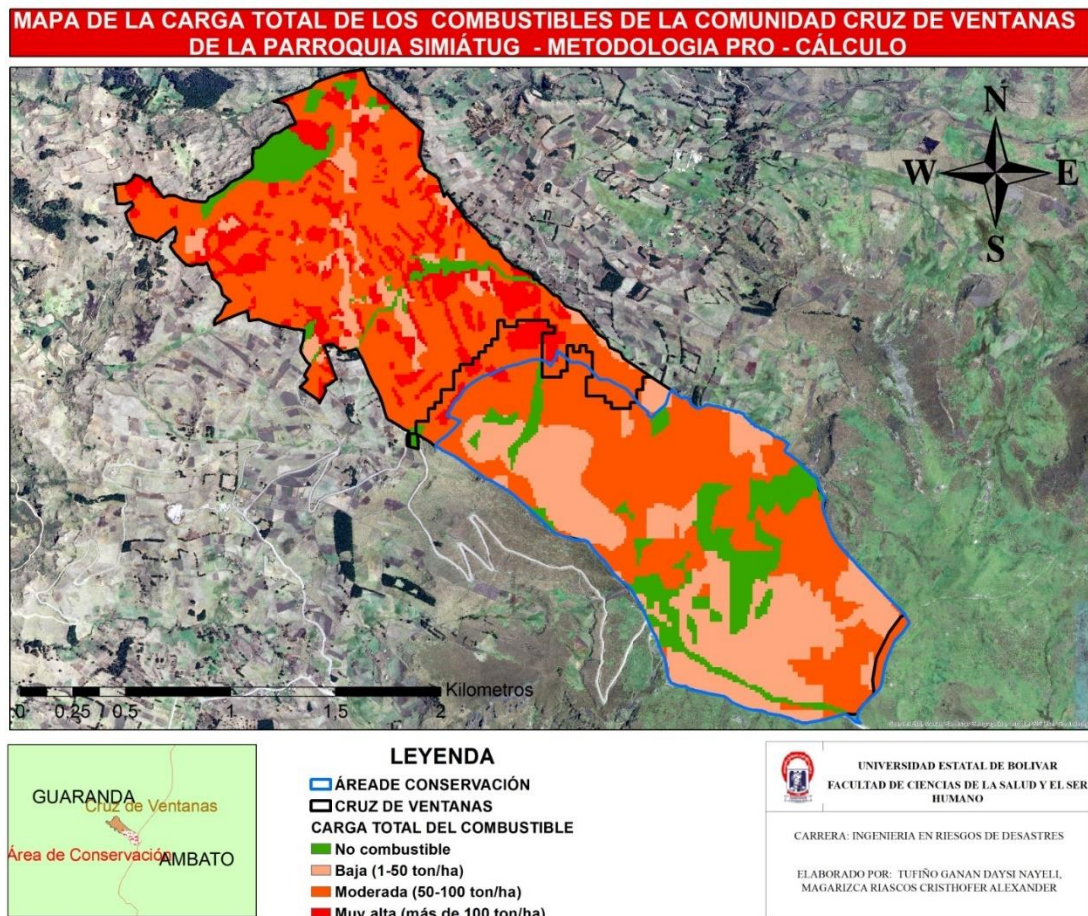 MAPA DE LA CARGA TOTAL DE LOS COMBUSTIBLES DE LA COMUNIDAD CRUZ DE VENTANAS
DE LA PARROQUIA SIMIÁTUG - METODOLOGIA PRO - CÁLCULO
N
W E
S
Kilometros
0 0.25 0.5 1 1.5 2
GUARANDA
Cruz de Ventanas
Área de Conservación
AMBATO
LEYENDA
ÁREADE CONSERVACIÓN
CRUZ DE VENTANAS
CARGA TOTAL DEL COMBUSTIBLE
No combustible
Baja (1-50 ton/ha)
Moderada (50-100 ton/ha)
Muy alta (más de 100 ton/ha)
UNIVERSIDAD ESTATAL DE BOLIVAR
FACULTAD DE CIENCIAS DE LA SALUD Y EL SER
HUMANO
CARRERA: INGENIERIA EN RIESGOS DE DESASTRES
ELABORADO POR: TUFIÑO GANAN DAYSI NAYELI,
MAGARIZCA RIASCOS CRISTHOFER ALEXANDER